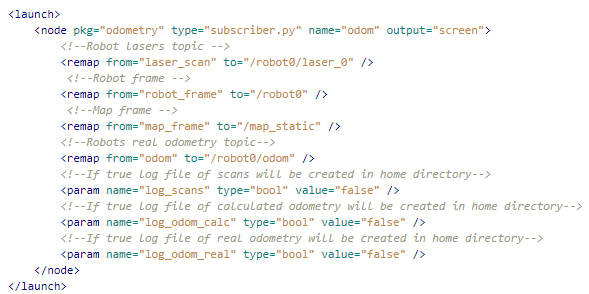 <launch>
    <node pkg="odometry" type="subscriber.py" name="odom" output="screen">
        <!--Robot lasers topic -->
        <remap from="laser_scan" to="/robot0/laser_0" />
         <!--Robot frame -->
        <remap from="robot_frame" to="/robot0" />
         <!--Map frame -->
        <remap from="map_frame" to="/map_static" />
        <!--Robots real odometry topic-->
        <remap from="odom" to="/robot0/odom" />
        <!--If true log file of scans will be created in home directory-->
        <param name="log_scans" type="bool" value="false" />
        <!--If true log file of calculated odometry will be created in home directory-->
        <param name="log_odom_calc" type="bool" value="false" />
        <!--If true log file of real odometry will be created in home directory-->
        <param name="log_odom_real" type="bool" value="false" />
    </node>
</launch>